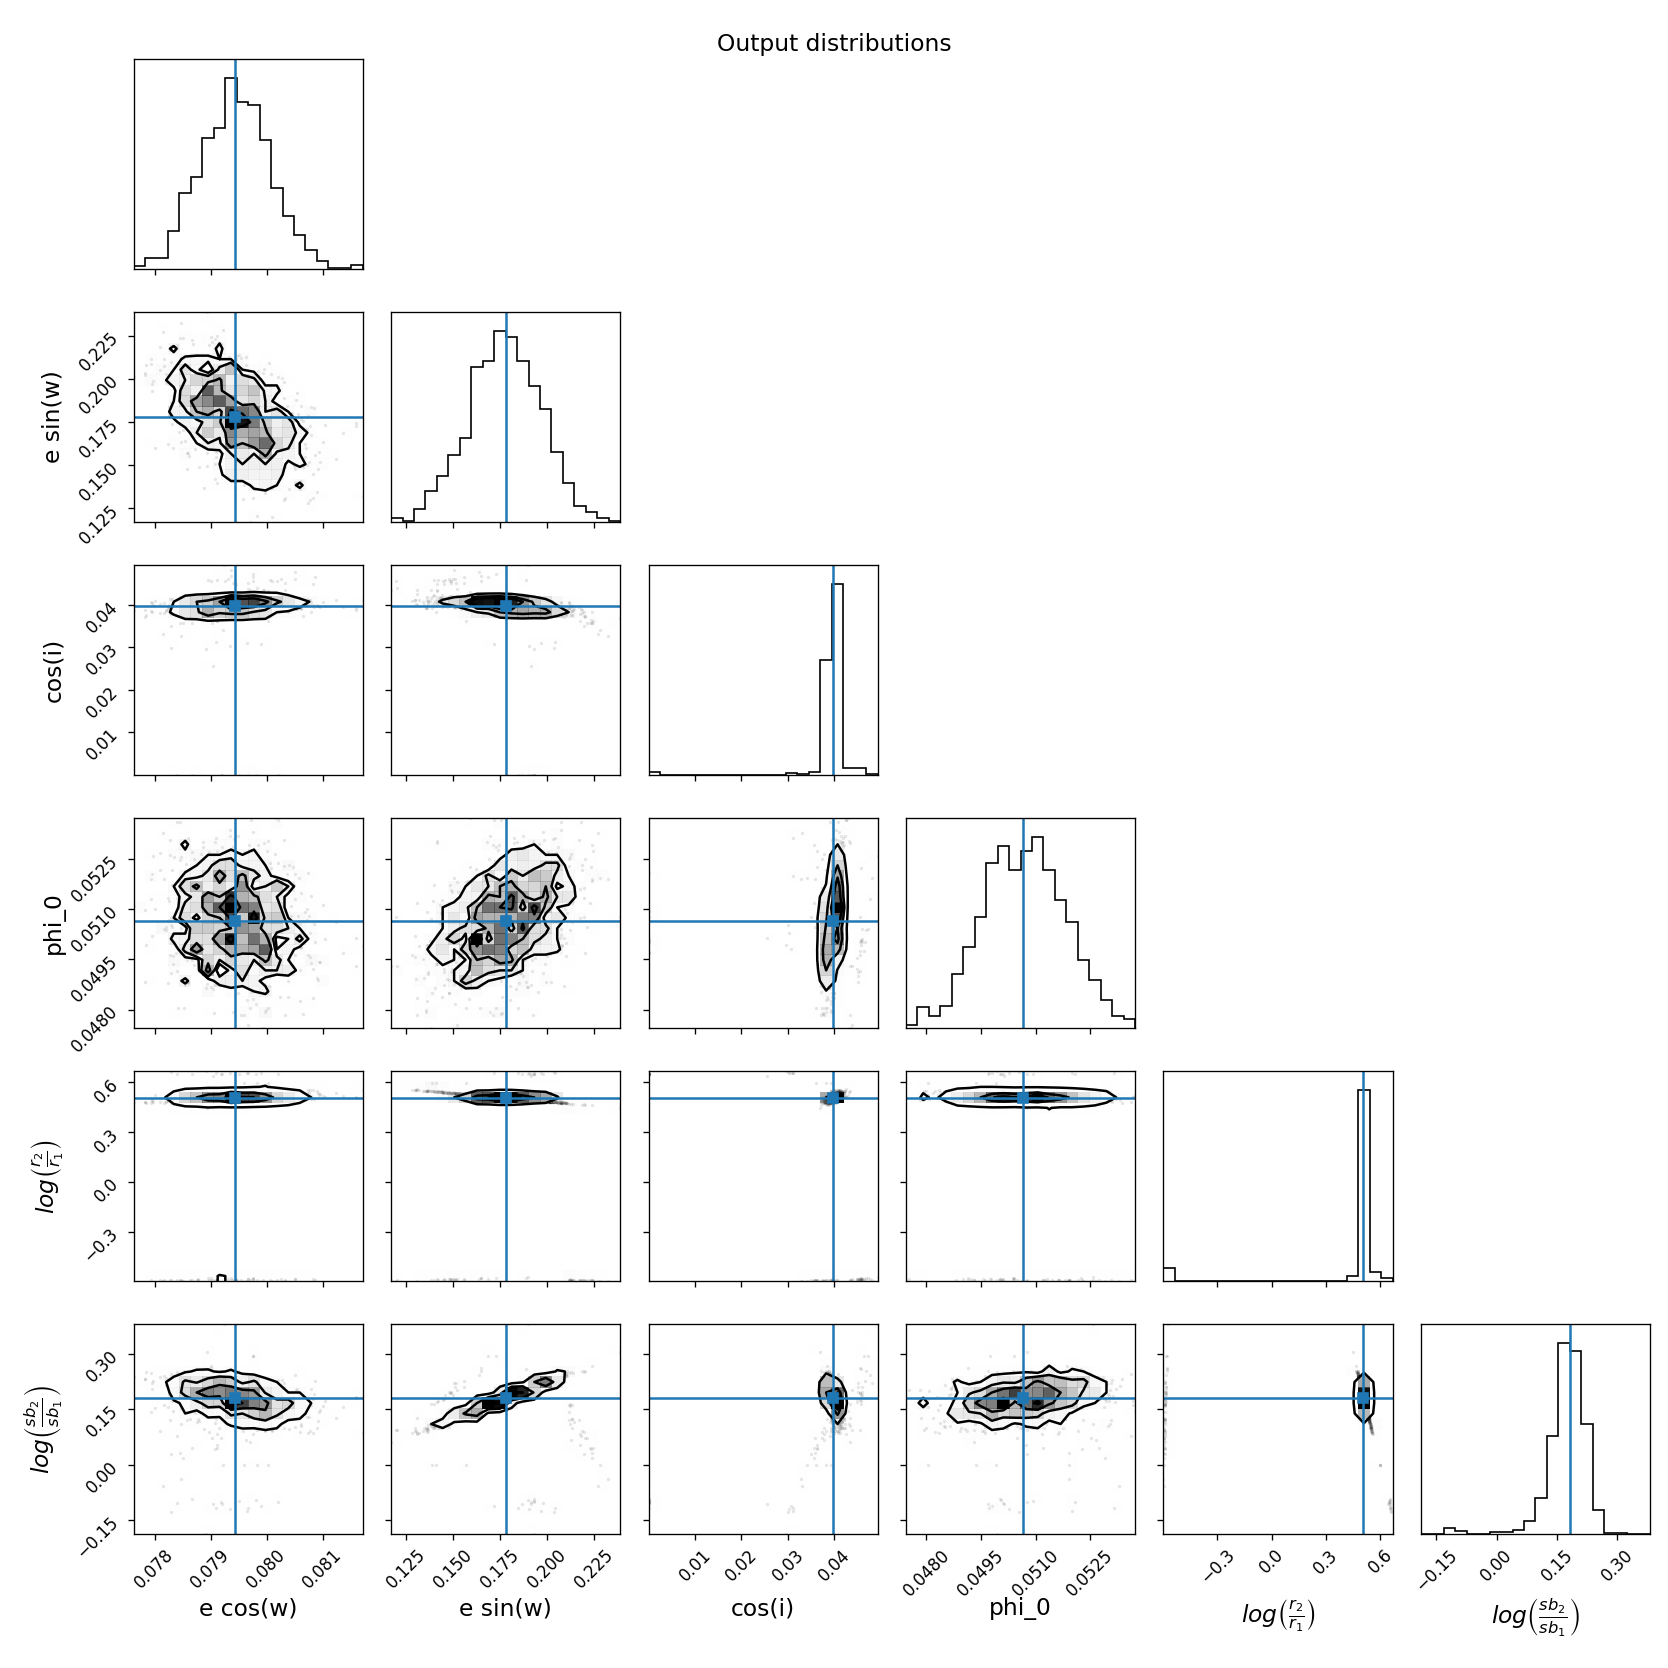 Output distributions
e sin(w)
0.225
0.200
0.175
0.150
0.125
cos(i)
0.04
0.03
0.02
0.01
phi_0
0.0525
0.0510
0.0495
0.0480
log(r2/r1)
0.6
0.3
0.0
−0.3
log(sb2/sb1)
0.30
0.15
0.00
−0.15
0.078 0.079 0.080 0.081
0.125 0.150 0.175 0.200 0.225
0.01 0.02 0.03 0.04
0.0480 0.0495 0.0510 0.0525
−0.3 0.0 0.3 0.6
−0.15 0.00 0.15 0.30
e cos(w) e sin(w) cos(i) phi_0 log(r2/r1) log(sb2/sb1)